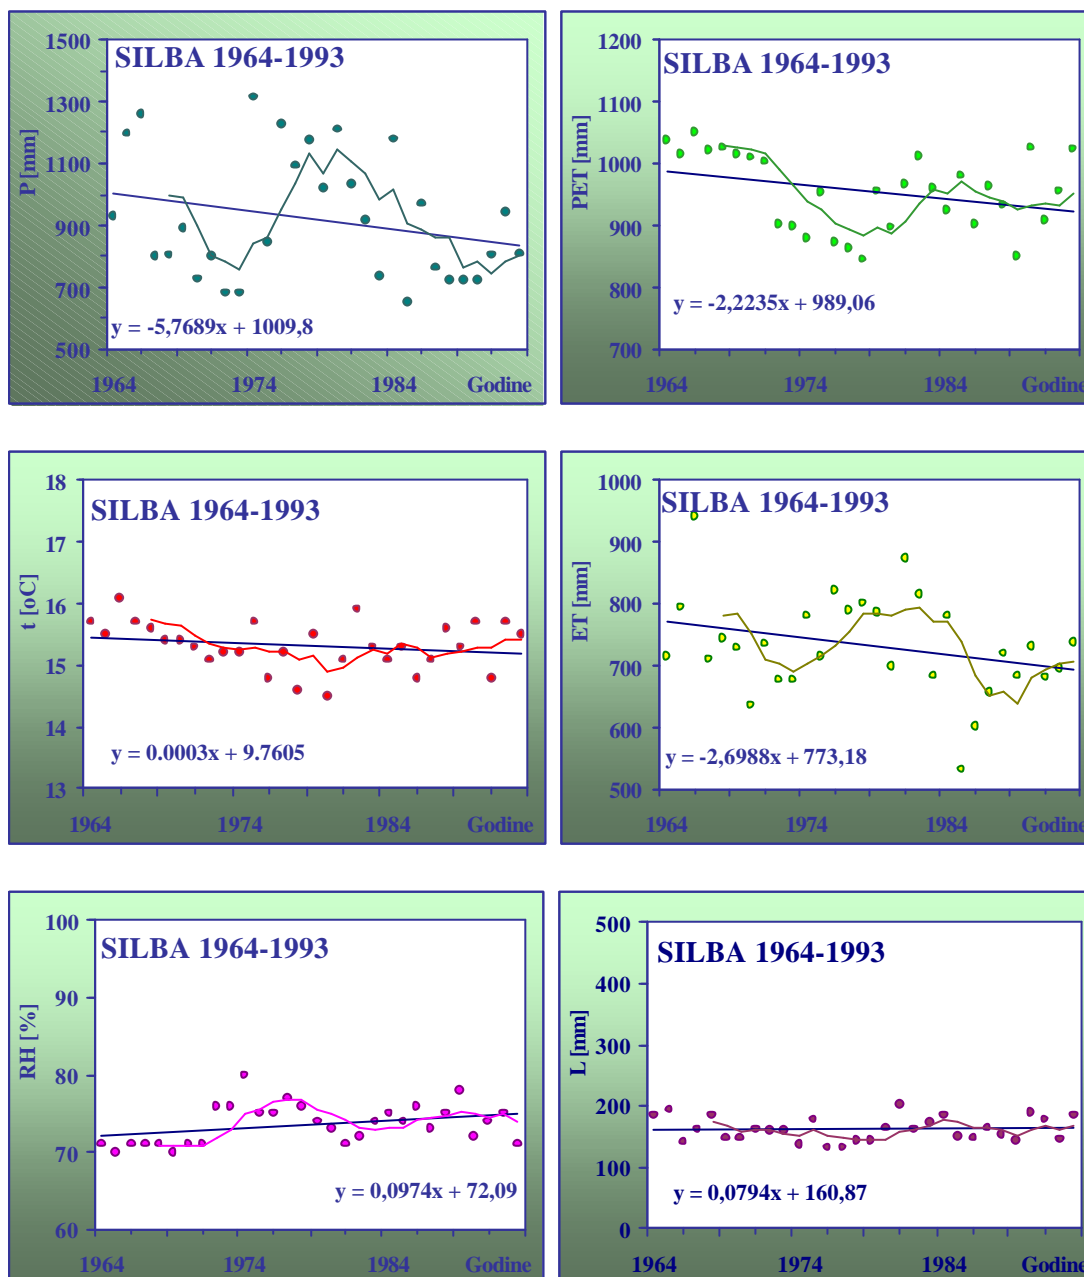 SILBA 1964-1993
P [mm]
1500
1300
1100
900
700
500
y = -5,7689x + 1009,8
1964 1974 1984 Godine
SILBA 1964-1993
PET [mm]
1200
1100
1000
900
800
700
y = -2,2235x + 989,06
1964 1974 1984 Godine
SILBA 1964-1993
t [oC]
18
17
16
15
14
13
y = 0.0003x + 9.7605
1964 1974 1984 Godine
SILBA 1964-1993
ET [mm]
1000
900
800
700
600
500
y = -2,6988x + 773,18
1964 1974 1984 Godine
SILBA 1964-1993
RH [%]
100
90
80
70
60
y = 0,0974x + 72,09
1964 1974 1984 Godine
SILBA 1964-1993
L [mm]
500
400
300
200
100
0
y = 0,0794x + 160,87
1964 1974 1984 Godine